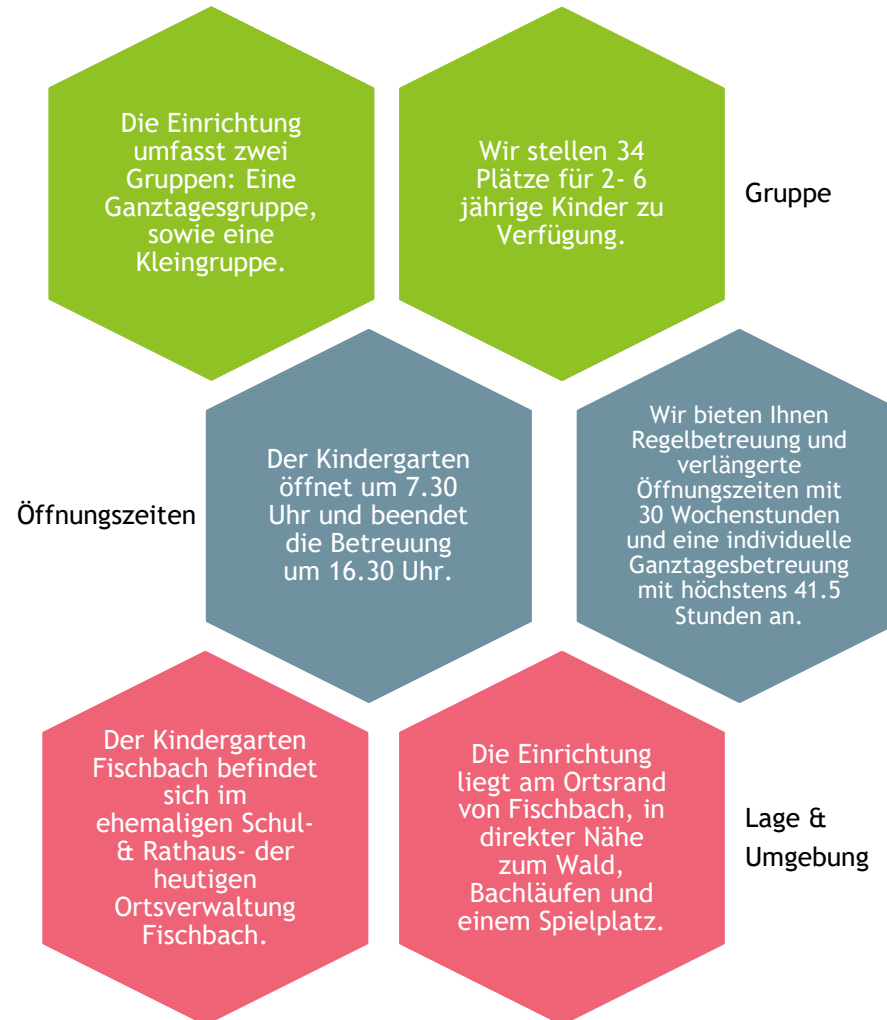 Die Einrichtung
umfasst zwei
Gruppen: Eine
Ganztagesgruppe,
sowie eine
Kleingruppe.
Wir stellen 34
Plätze für 2- 6
jährige Kinder zu
Verfügung.
Gruppe
Öffnungszeiten
Der Kindergarten
öffnet um 7.30
Uhr und beendet
die Betreuung
um 16.30 Uhr.
Wir bieten Ihnen
Regelbetreuung und
verlängerte
Öffnungszeiten mit
30 Wochenstunden
und eine individuelle
Ganztagesbetreuung
mit höchstens 41.5
Stunden an.
Der Kindergarten
Fischbach befindet
sich im
ehemaligen Schul-
& Rathaus- der
heutigen
Ortsverwaltung
Fischbach.
Die Einrichtung
liegt am Ortsrand
von Fischbach, in
direkter Nähe
zum Wald,
Bachläufen und
einem Spielplatz.
Lage &
Umgebung